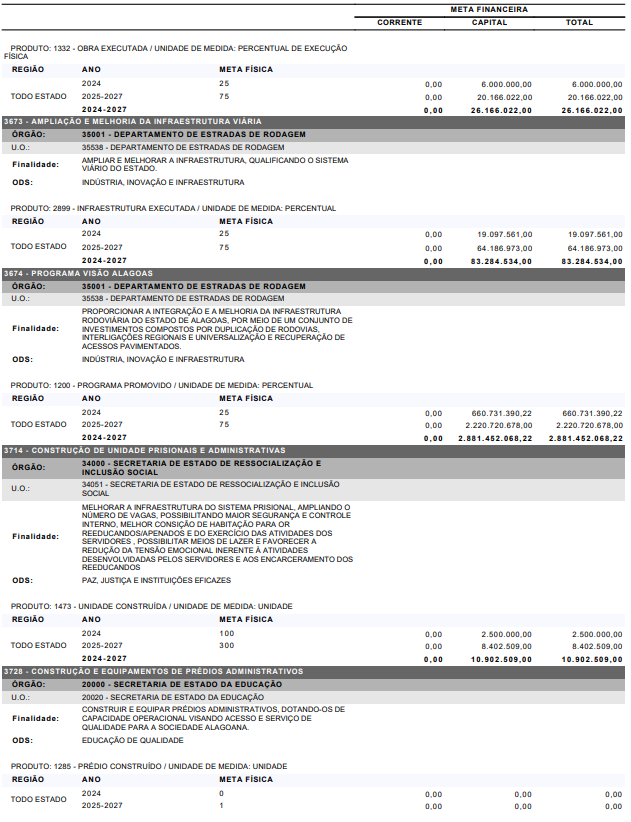 META FINANCEIRA
CORRENTE CAPITAL TOTAL
PRODUTO: 1332 - OBRA EXECUTADA / UNIDADE DE MEDIDA: PERCENTUAL DE EXECUÇÃO
FÍSICA
REGIÃO ANO META FÍSICA
2024 25 0,00 6.000.000,00 6.000.000,00
TODO ESTADO 2025-2027 75 0,00 20.166.022,00 20.166.022,00
2024-2027 0,00 26.166.022,00 26.166.022,00
3673 - AMPLIAÇÃO E MELHORIA DA INFRAESTRUTURA VIÁRIA
ÓRGÃO: 35001 - DEPARTAMENTO DE ESTRADAS DE RODAGEM
U.O.: 35538 - DEPARTAMENTO DE ESTRADAS DE RODAGEM
Finalidade: AMPLIAR E MELHORAR A INFRAESTRUTURA, QUALIFICANDO O SISTEMA
VIÁRIO DO ESTADO.
ODS: INDÚSTRIA, INOVAÇÃO E INFRAESTRUTURA
PRODUTO: 2899 - INFRAESTRUTURA EXECUTADA / UNIDADE DE MEDIDA: PERCENTUAL
REGIÃO ANO META FÍSICA
2024 25 0,00 19.097.561,00 19.097.561,00
TODO ESTADO 2025-2027 75 0,00 64.186.973,00 64.186.973,00
2024-2027 0,00 83.284.534,00 83.284.534,00
3674 - PROGRAMA VISÃO ALAGOAS
ÓRGÃO: 35001 - DEPARTAMENTO DE ESTRADAS DE RODAGEM
U.O.: 35538 - DEPARTAMENTO DE ESTRADAS DE RODAGEM
PROPORCIONAR A INTEGRAÇÃO E A MELHORIA DA INFRAESTRUTURA
RODOVIÁRIA DO ESTADO DE ALAGOAS, POR MEIO DE UM CONJUNTO DE
Finalidade: INVESTIMENTOS COMPOSTOS POR DUPLICAÇÃO DE RODOVIAS,
INTERLIGAÇÕES REGIONAIS E UNIVERSALIZAÇÃO E RECUPERAÇÃO DE
ACESSOS PAVIMENTADOS.
ODS: INDÚSTRIA, INOVAÇÃO E INFRAESTRUTURA
PRODUTO: 1200 - PROGRAMA PROMOVIDO / UNIDADE DE MEDIDA: PERCENTUAL
REGIÃO ANO META FÍSICA
2024 25 0,00 660.731.390,22 660.731.390,22
TODO ESTADO 2025-2027 75 0,00 2.220.720.678,00 2.220.720.678,00
2024-2027 0,00 2.881.452.068,22 2.881.452.068,22
3714 - CONSTRUÇÃO DE UNIDADE PRISIONAIS E ADMINISTRATIVAS
ÓRGÃO: 34000 - SECRETARIA DE ESTADO DE RESSOCIALIZAÇÃO E
INCLUSÃO SOCIAL
U.O.: 34051 - SECRETARIA DE ESTADO DE RESSOCIALIZAÇÃO E INCLUSÃO
SOCIAL
MELHORAR A INFRAESTRUTURA DO SISTEMA PRISIONAL, AMPLIANDO O
NÚMERO DE VAGAS, POSSIBILITANDO MAIOR SEGURANÇA E CONTROLE
INTERNO, MELHOR CONSIÇÃO DE HABITAÇÃO PARA OR
Finalidade: REEDUCANDOS/APENADOS E DO EXERCÍCIO DAS ATIVIDADES DOS
SERVIDORES , POSSIBILITAR MEIOS DE LAZER E FAVORECER A
REDUÇÃO DA TENSÃO EMOCIONAL INERENTE À ATIVIDADES
DESENVOLVIDADAS PELOS SERVIDORES E AOS ENCARCERAMENTO DOS
REEDUCANDOS
ODS: PAZ, JUSTIÇA E INSTITUIÇÕES EFICAZES
PRODUTO: 1473 - UNIDADE CONSTRUÍDA / UNIDADE DE MEDIDA: UNIDADE
REGIÃO ANO META FÍSICA
2024 100 0,00 2.500.000,00 2.500.000,00
TODO ESTADO 2025-2027 300 0,00 8.402.509,00 8.402.509,00
2024-2027 0,00 10.902.509,00 10.902.509,00
3728 - CONSTRUÇÃO E EQUIPAMENTOS DE PRÉDIOS ADMINISTRATIVOS
ÓRGÃO: 20000 - SECRETARIA DE ESTADO DA EDUCAÇÃO
U.O.: 20020 - SECRETARIA DE ESTADO DA EDUCAÇÃO
CONSTRUIR E EQUIPAR PRÉDIOS ADMINISTRATIVOS, DOTANDO-OS DE
Finalidade: CAPACIDADE OPERACIONAL VISANDO ACESSO E SERVIÇO DE
QUALIDADE PARA A SOCIEDADE ALAGOANA.
ODS: EDUCAÇÃO DE QUALIDADE
PRODUTO: 1285 - PRÉDIO CONSTRUÍDO / UNIDADE DE MEDIDA: UNIDADE
REGIÃO ANO META FÍSICA
2024 0 0,00 0,00 0,00
TODO ESTADO 2025-2027 1 0,00 0,00 0,00